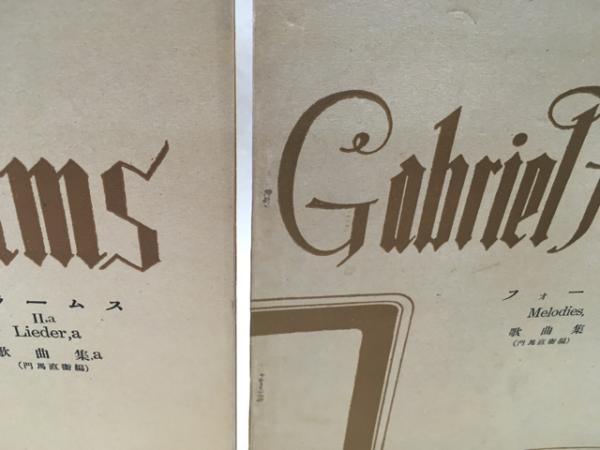 ms
ラームス
II.a
Lieder,a
歌曲集.a
(門馬直衛編)
Gabriel F
フォー
Melodies,
歌曲集
(門馬直衛編)